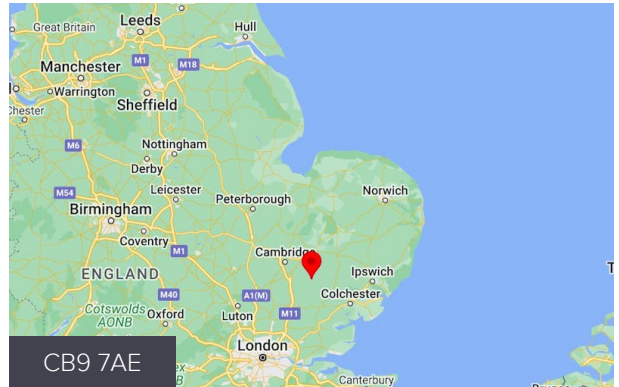 Great Britain
Leeds
Hull
M1
M18
Manchester
Warrington
Sheffield
Chester
M6
Nottingham
Derby
M54
Leicester
Peterborough
Norwich
Birmingham
Coventry
M1
Cambridge
ENGLAND
Ipswich
M40
A1(M)
Colchester
Cotswolds
AONB
Oxford
Luton
M11
London
CB9 7AE
Canterbury